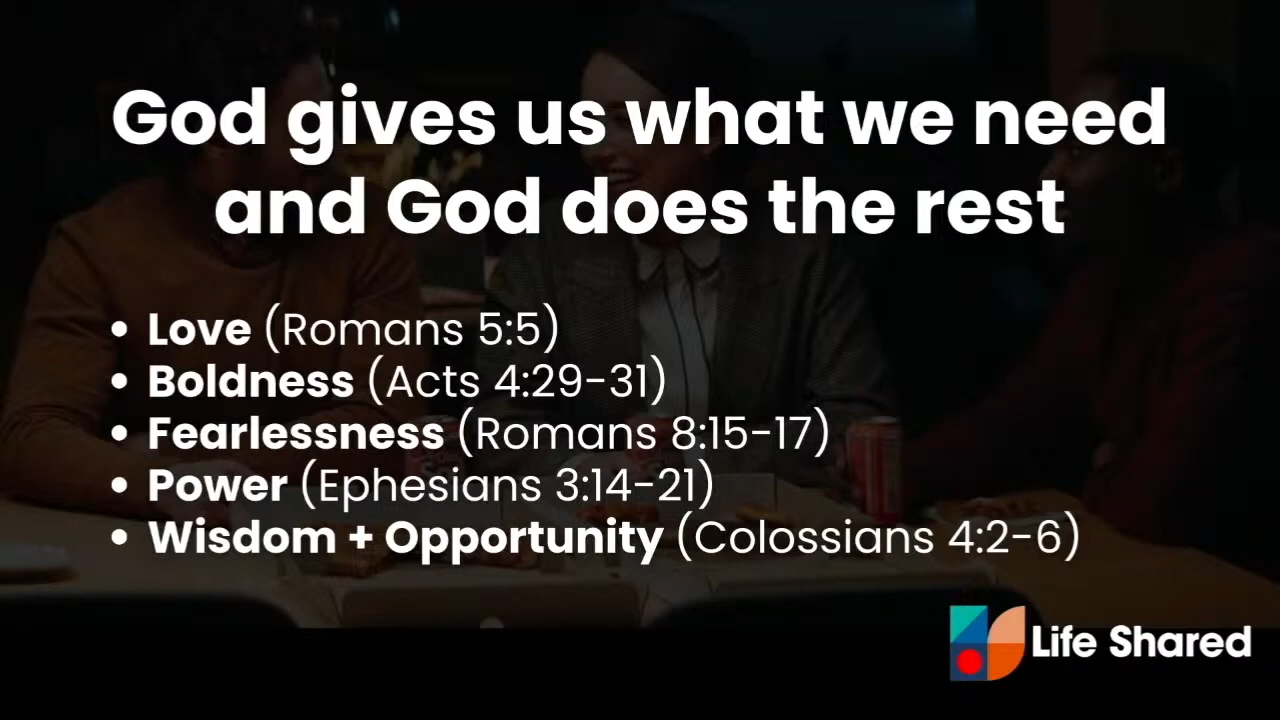 God gives us what we need
and God does the rest
• Love (Romans 5:5)
• Boldness (Acts 4:29-31)
• Fearlessness (Romans 8:15-17)
• Power (Ephesians 3:14-21)
• Wisdom + Opportunity (Colossians 4:2-6)
Life Shared